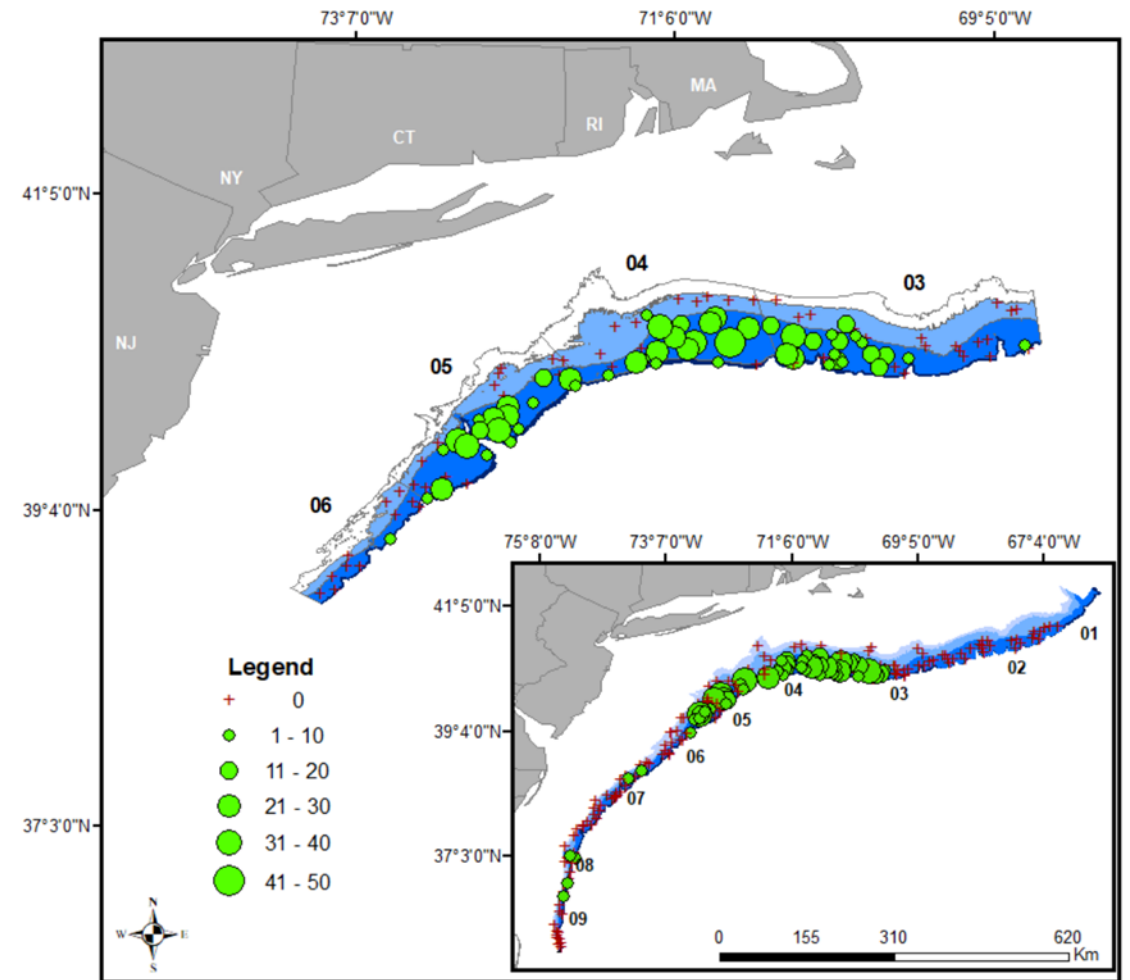 73°7'0"W 71°6'0"W 69°5'0"W
MA
RI
CT
NY
41°5'0"N
04
03
NJ
05
06
39°4'0"N
75°8'0"W 73°7'0"W 71°6'0"W 69°5'0"W 67°4'0"W
41°5'0"N
01
02
04
03
Legend
0
05
39°4'0"N
1 - 10
06
11 - 20
07
21 - 30
37°3'0"N
31 - 40
37°3'0"N
08
41 - 50
N
W E
S
09
0 155 310 620
Km